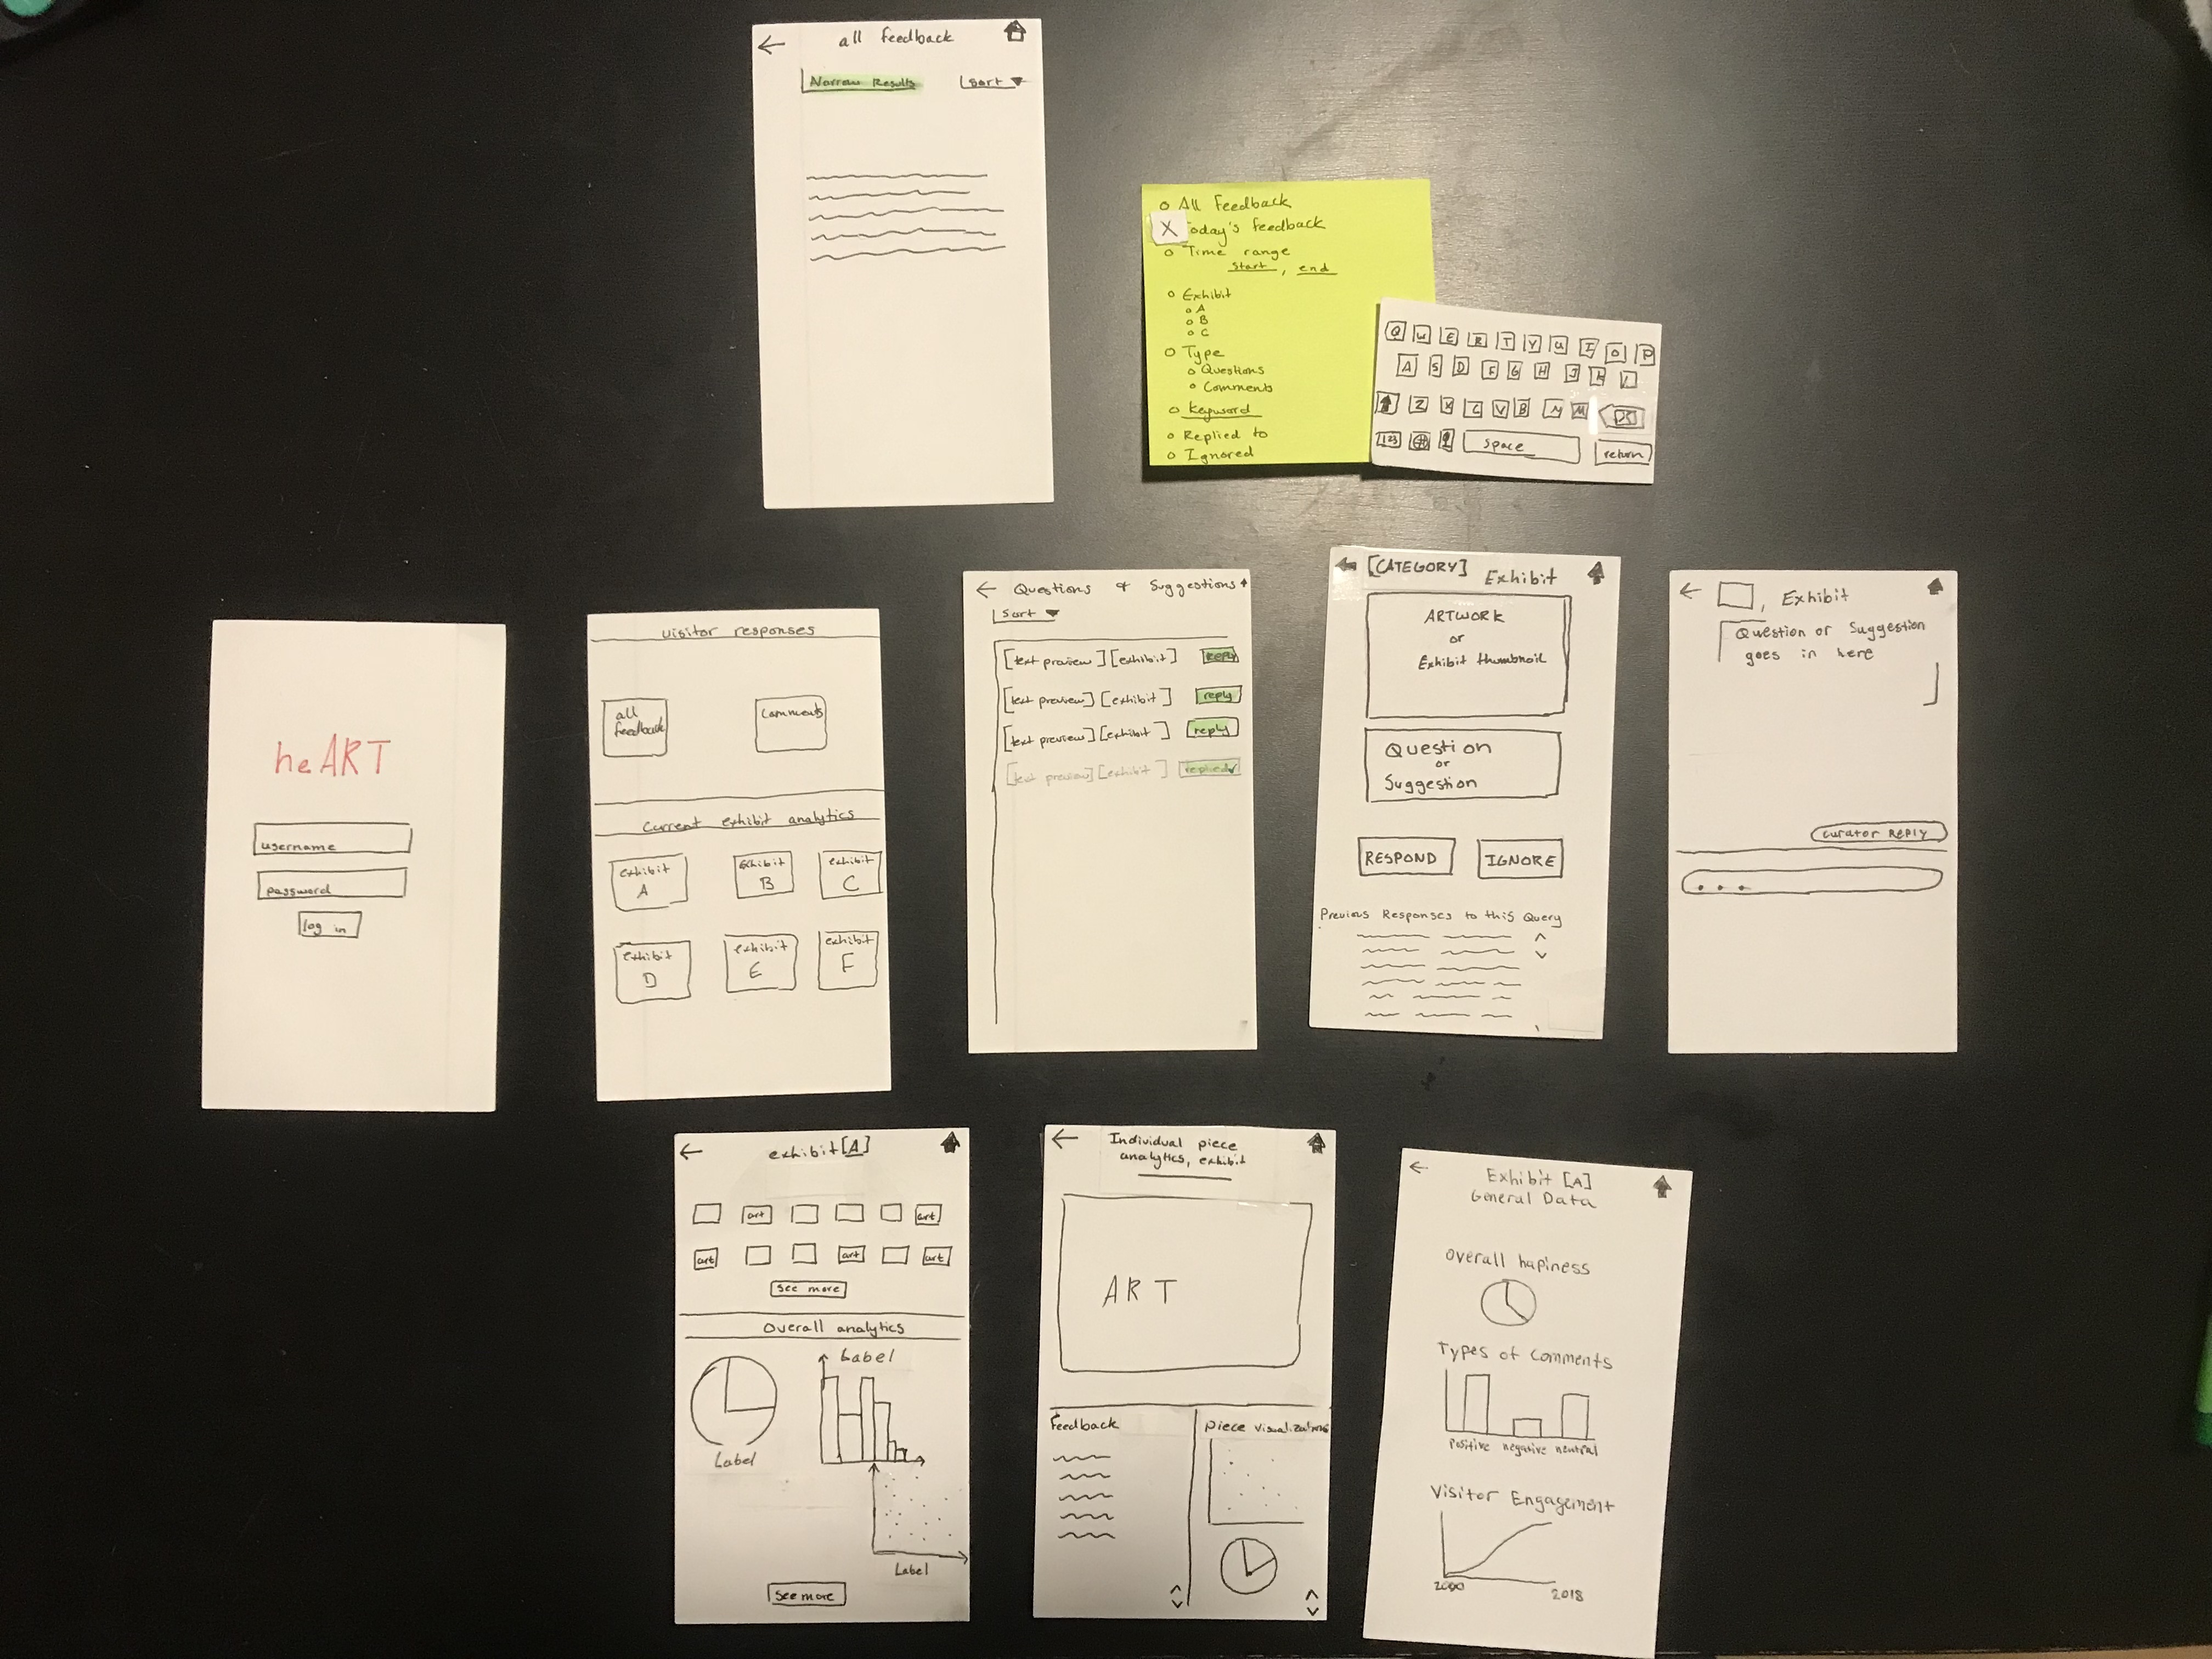 all feedback
Narrow Results
Sort
All Feedback
X
Today's feedback
Time range
start, end
Exhibit
A
B
C
Type
Questions
Comments
Keyword
Replied to
Ignored
Q W E R T Y U I O P
A S D F G H J K L
Z X C V B N M
123
space
return
heART
username
password
log in
visitor responses
all
feedback
comments
Current exhibit analytics
exhibit
A
Exhibit
B
exhibit
C
exhibit
D
exhibit
E
exhibit
F
Questions & Suggestions
Sort
[text preview] [exhibit] reply
[text preview] [exhibit] reply
[text preview] [exhibit] reply
[text preview] [exhibit] replied
[CATEGORY] Exhibit
ARTWORK
or
Exhibit thumbnail
Question
or
Suggestion
RESPOND
IGNORE
Previous Responses to this Query
, Exhibit
Question or Suggestion
goes in here
curator REPLY
...
exhibit [A]
art art
art art art
see more
Overall analytics
Label
Label
Label
See more
Individual piece
analytics, exhibit
ART
Feedback
piece visualizations
Exhibit [A]
General Data
overall hapiness
Types of Comments
positive negative neutral
Visitor Engagement
2000
2018